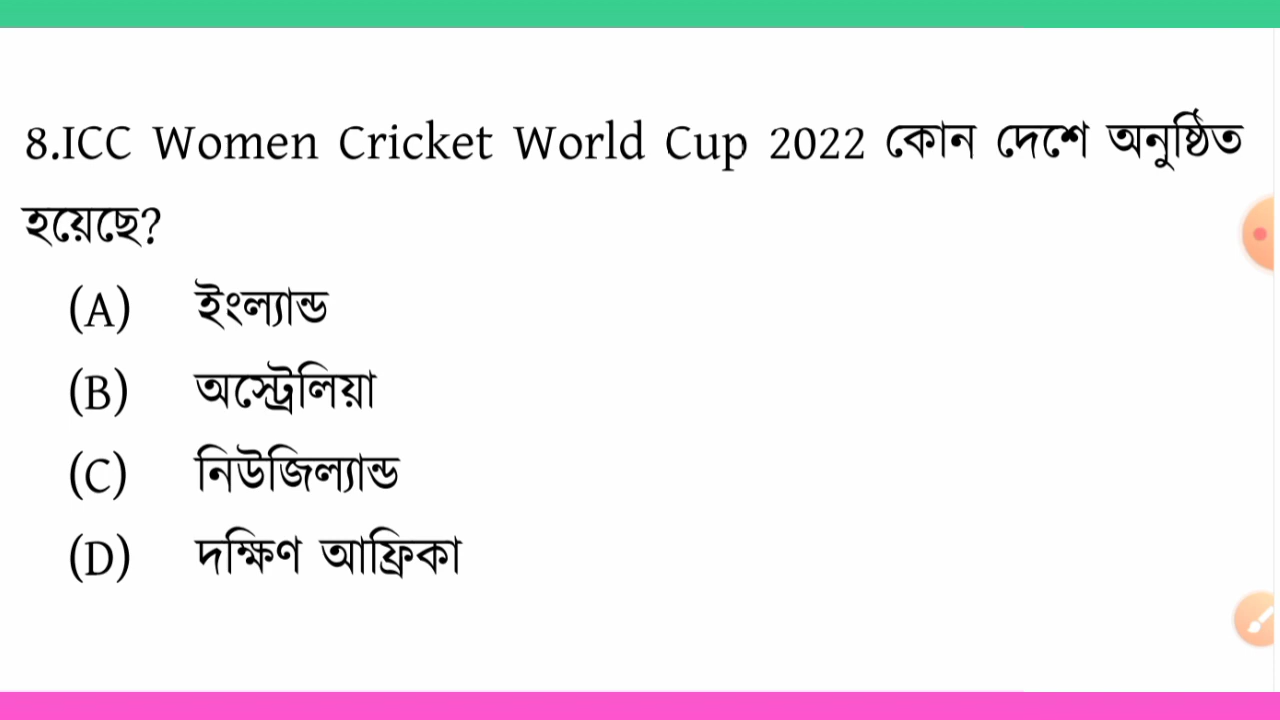 8.ICC Women Cricket World Cup 2022 কোন দেশে অনুষ্ঠিত
হয়েছে?
(A) ইংল্যান্ড
(B) অস্ট্রেলিয়া
(C) নিউজিল্যান্ড
(D) দক্ষিণ আফ্রিকা